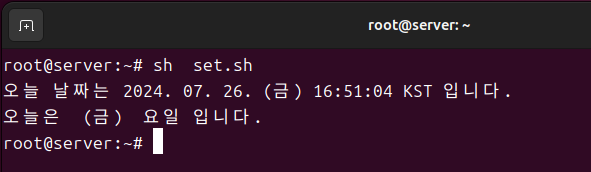 root@server: ~
root@server:~# sh  set.sh
오늘 날짜는 2024. 07. 26. (금) 16:51:04 KST 입니다.
오늘은  (금)  요일 입니다.
root@server:~#